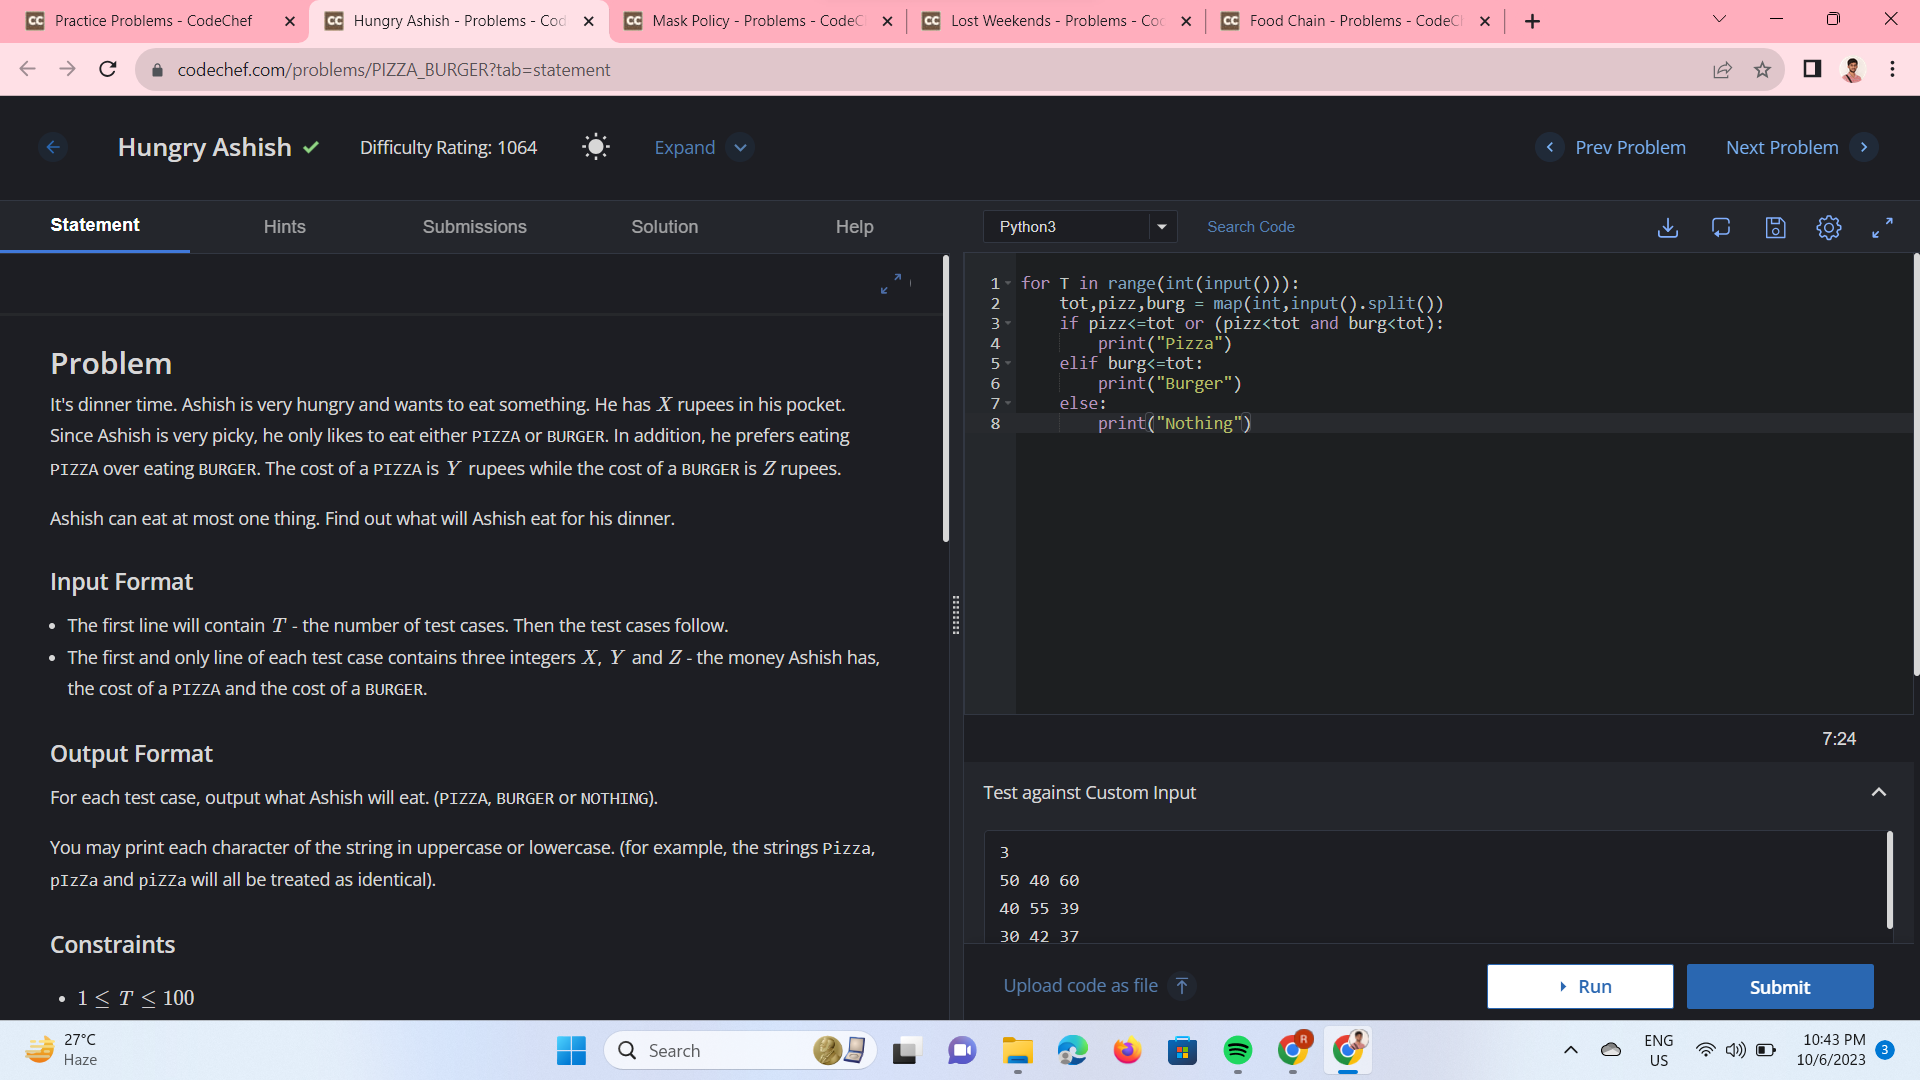 Practice Problems - CodeChef
Hungry Ashish - Problems - Cod
Mask Policy - Problems - CodeC
Lost Weekends - Problems - Co
Food Chain - Problems - CodeC
codechef.com/problems/PIZZA_BURGER?tab=statement
Hungry Ashish
Difficulty Rating: 1064
Expand
Prev Problem
Next Problem
Statement
Hints
Submissions
Solution
Help
Python3
Search Code
Problem
It's dinner time. Ashish is very hungry and wants to eat something. He has X rupees in his pocket.
Since Ashish is very picky, he only likes to eat either PIZZA or BURGER. In addition, he prefers eating
PIZZA over eating BURGER. The cost of a PIZZA is Y rupees while the cost of a BURGER is Z rupees.
Ashish can eat at most one thing. Find out what will Ashish eat for his dinner.
Input Format
• The first line will contain T - the number of test cases. Then the test cases follow.
• The first and only line of each test case contains three integers X, Y and Z - the money Ashish has,
the cost of a PIZZA and the cost of a BURGER.
Output Format
For each test case, output what Ashish will eat. (PIZZA, BURGER or NOTHING).
You may print each character of the string in uppercase or lowercase. (for example, the strings Pizza,
pIzZa and piZZa will all be treated as identical).
Constraints
• 1 ≤ T ≤ 100
1 for T in range(int(input())):
2 tot,pizz,burg = map(int,input().split())
3 if pizz<=tot or (pizz<tot and burg<tot):
4 print("Pizza")
5 elif burg<=tot:
6 print("Burger")
7 else:
8 print("Nothing")
7:24
Test against Custom Input
3
50 40 60
40 55 39
30 42 37
Upload code as file
Run
Submit
27°C
Haze
Search
R
ENG
US
10:43 PM
10/6/2023
3